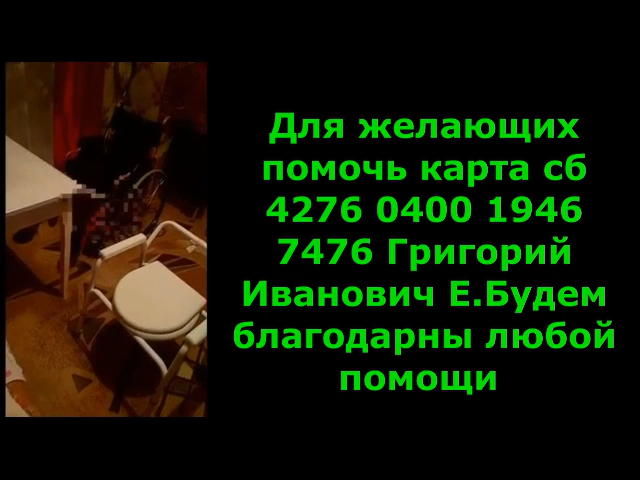 Для желающих
помочь карта сб
4276 0400 1946
7476 Григорий
Иванович Е.Будем
благодарны любой
помощи